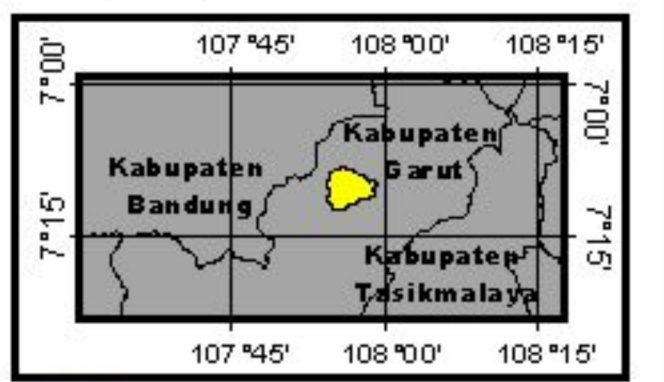 107°45' 108°00' 108°15'
7°00'
7°00'
Kabupaten
Garut
Kabupaten
Bandung
7°15'
7°15'
Kabupaten
Tasikmalaya
107°45' 108°00' 108°15'